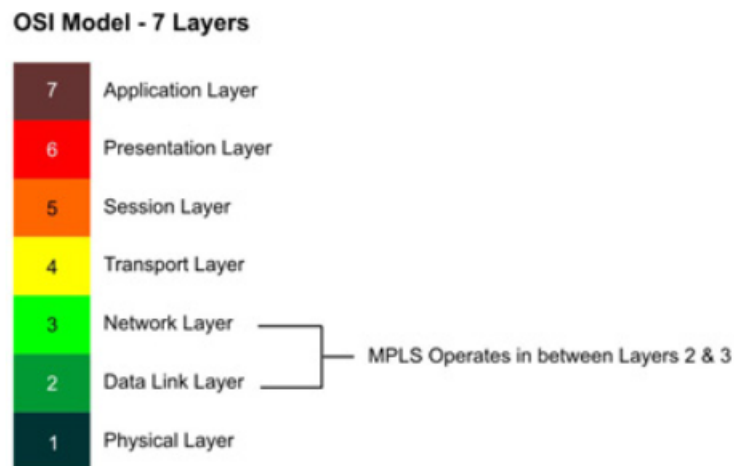 OSI Model - 7 Layers
7 Application Layer
6 Presentation Layer
5 Session Layer
4 Transport Layer
3 Network Layer
MPLS Operates in between Layers 2 & 3
2 Data Link Layer
1 Physical Layer